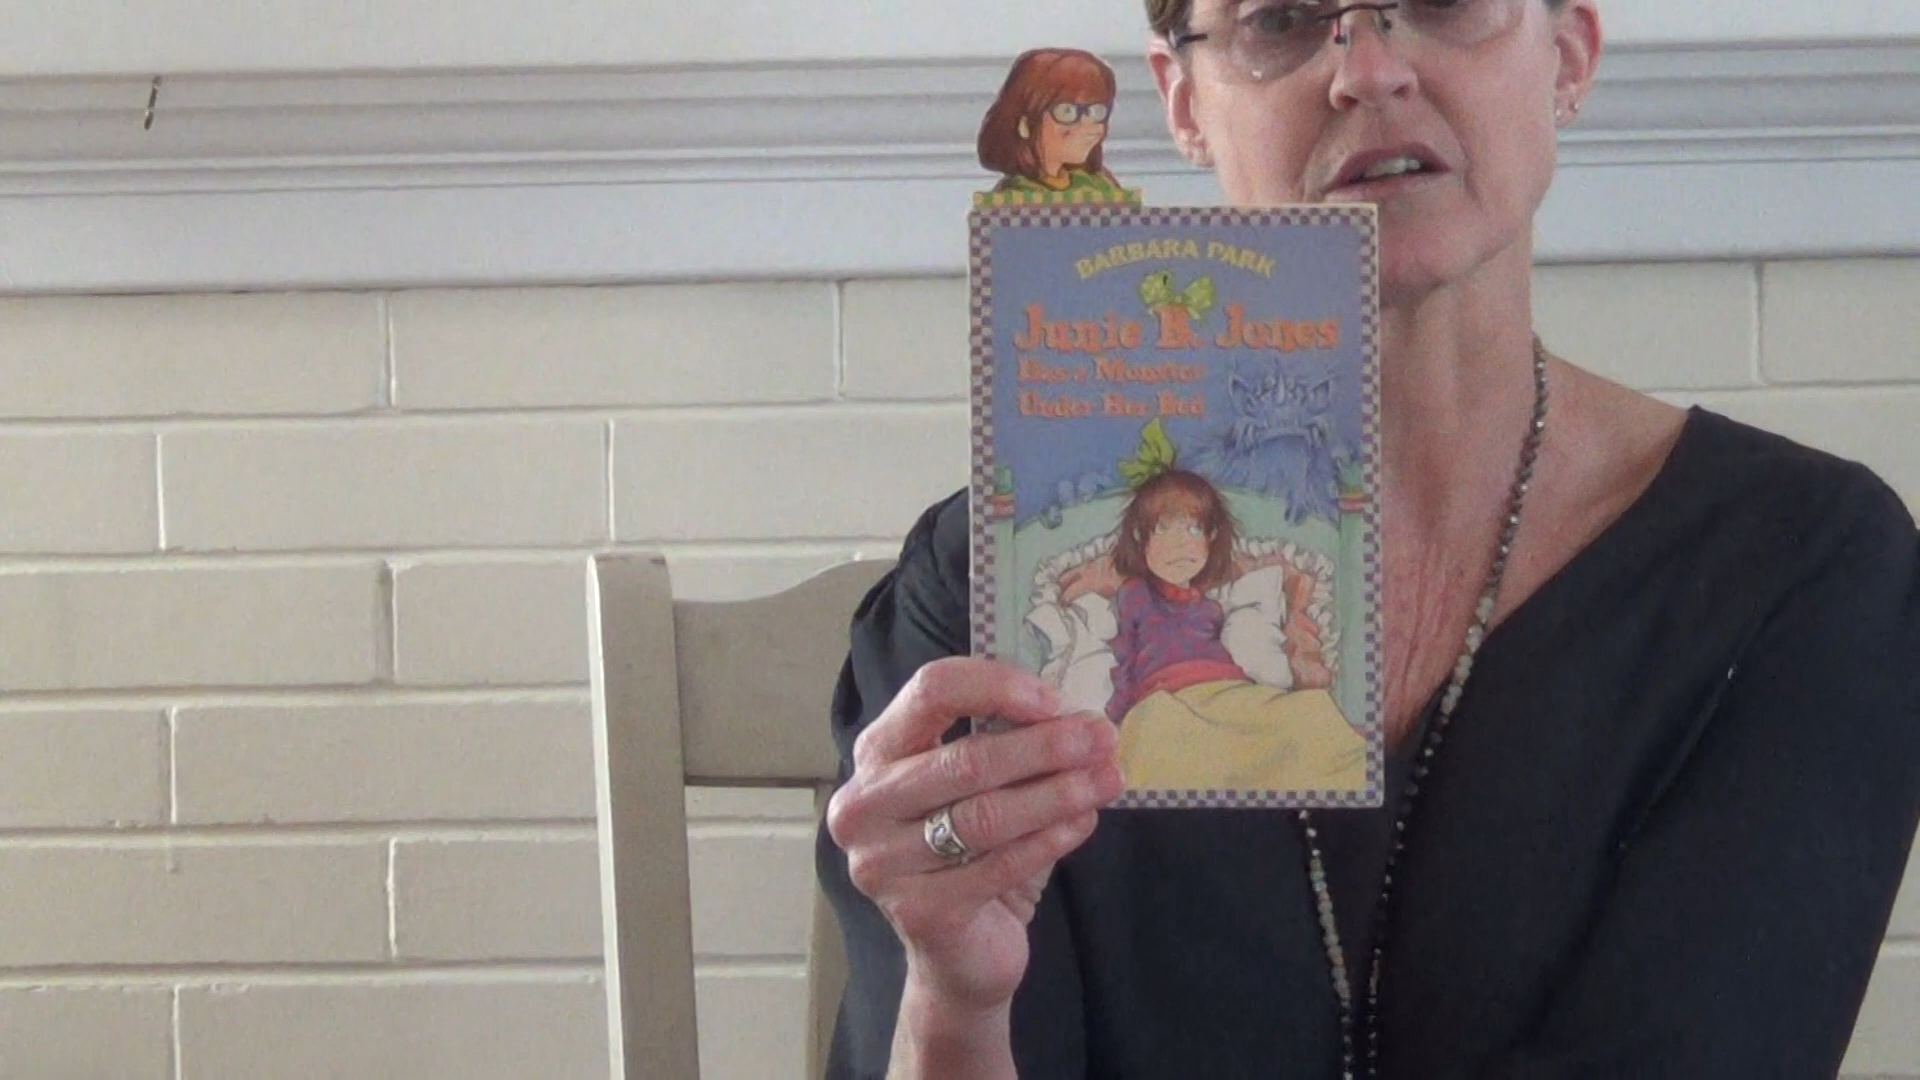 BARBARA PARK
Junie B. Jones
Has a Monster
Under Her Bed